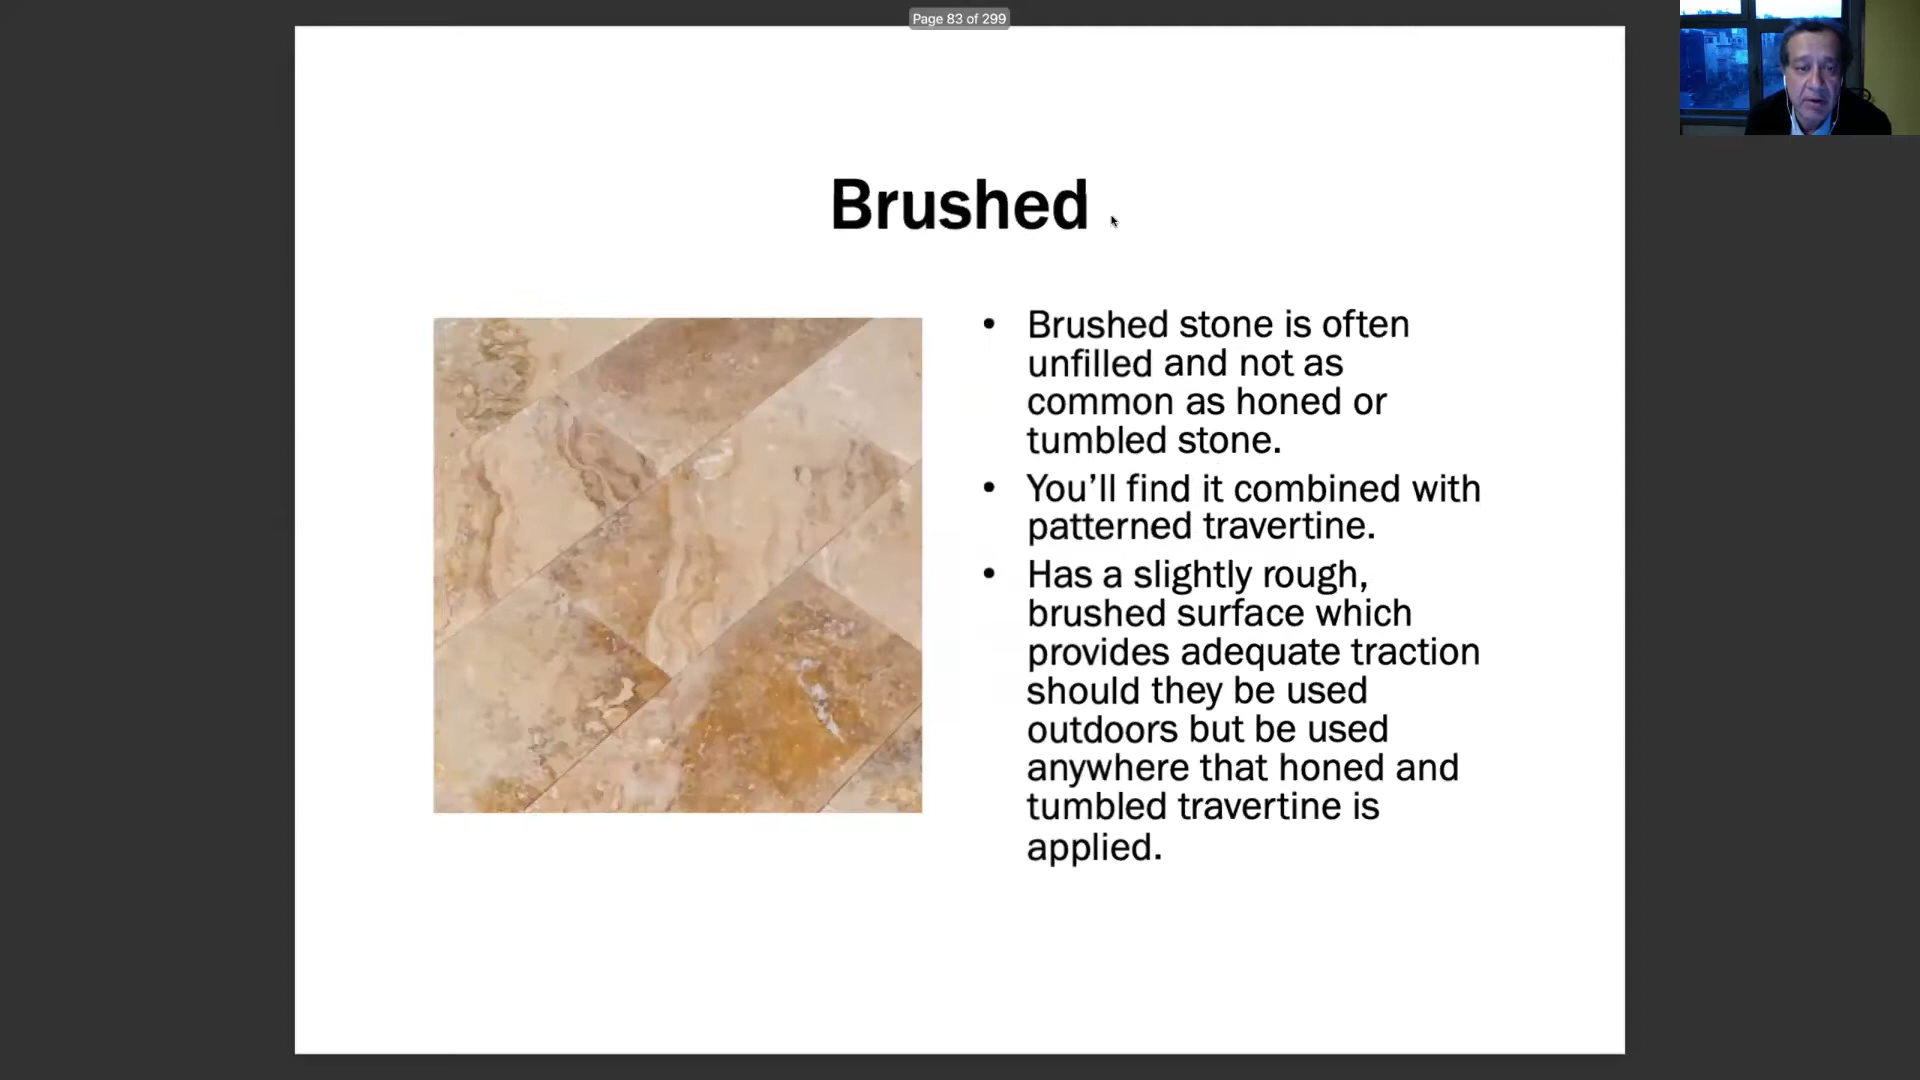 Page 83 of 299
Brushed
• Brushed stone is often
unfilled and not as
common as honed or
tumbled stone.
• You’ll find it combined with
patterned travertine.
• Has a slightly rough,
brushed surface which
provides adequate traction
should they be used
outdoors but be used
anywhere that honed and
tumbled travertine is
applied.